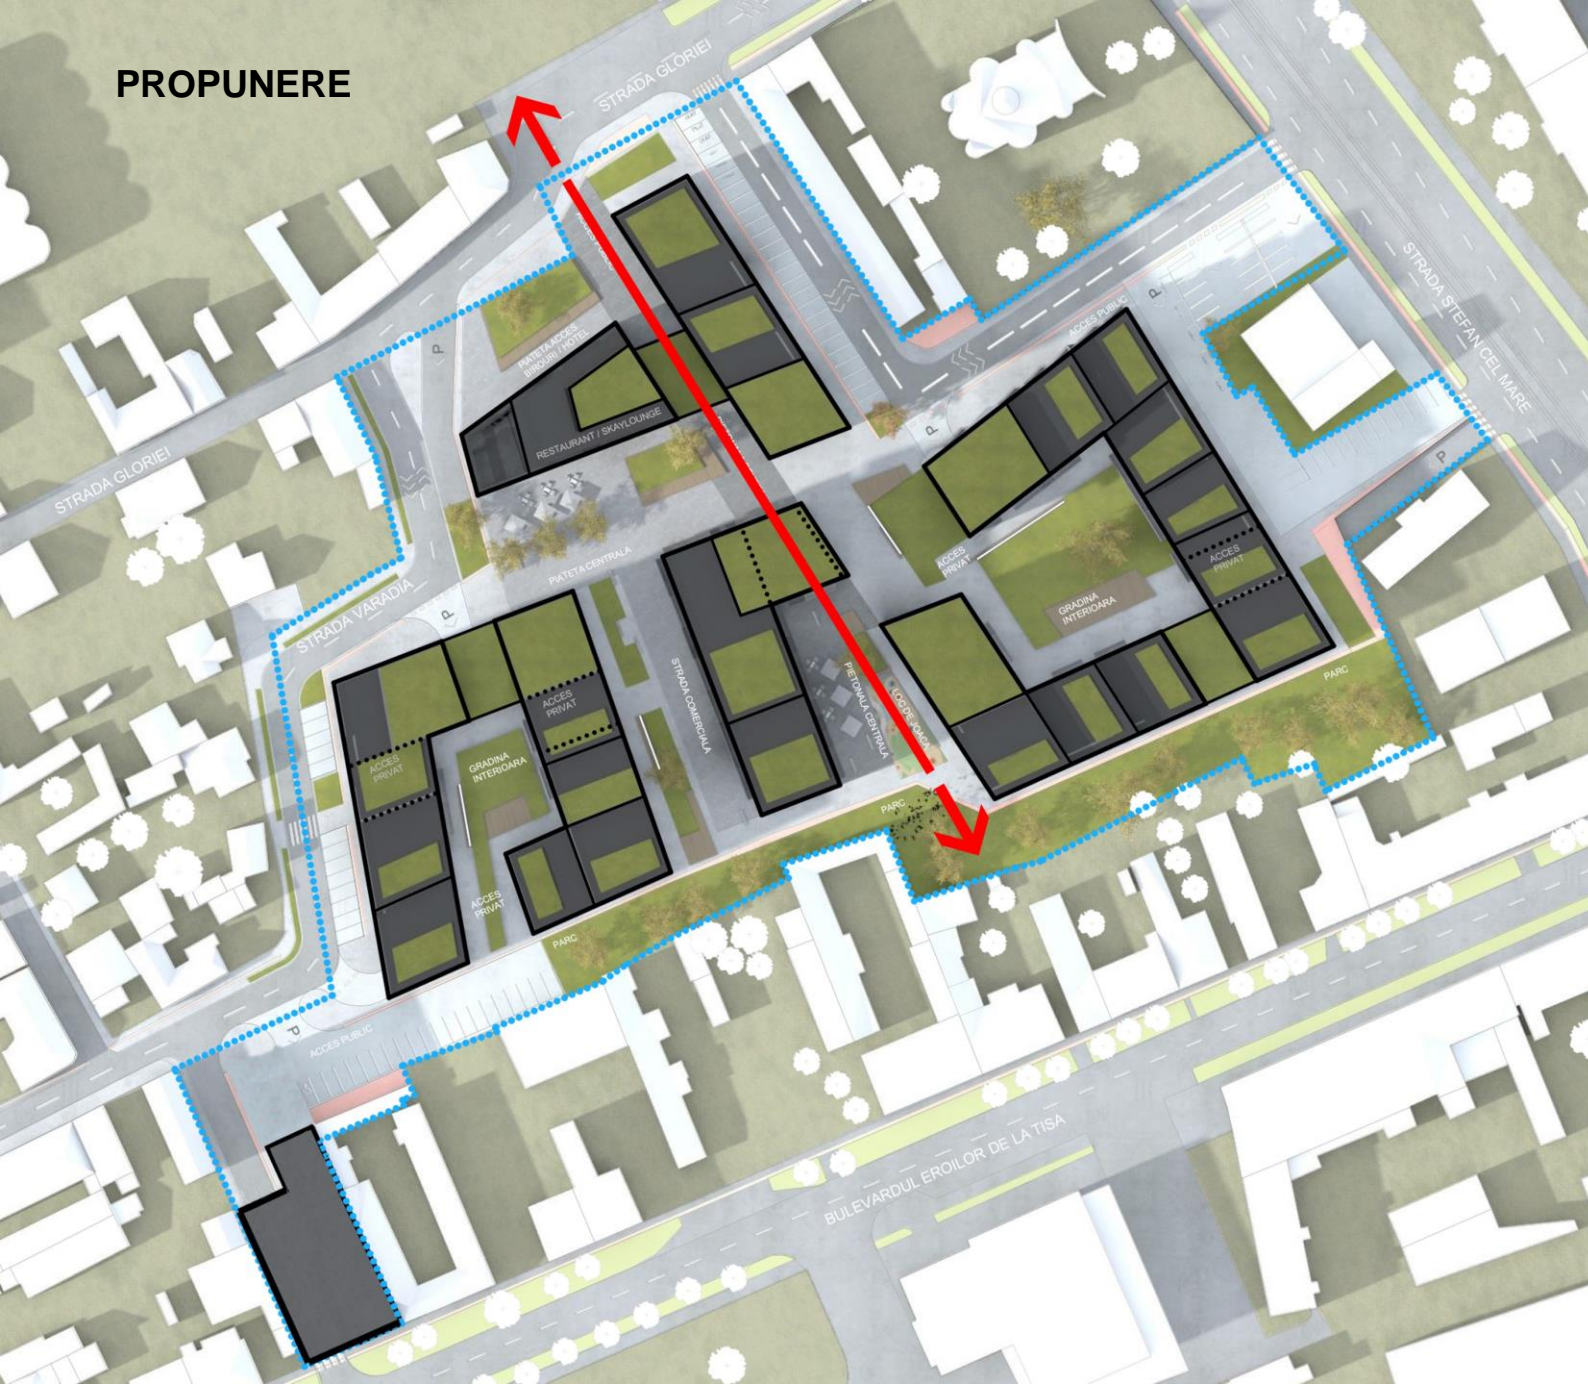 PROPUNERE
STRADA GLORIEI
STRADA STEFAN CEL MARE
ACCES PUBLIC
P
P
P
PIATETA ACCES
BIROURI / HOTEL
RESTAURANT / SKAYLOUNGE
P
STRADA GLORIEI
P
ACCES
PRIVAT
ACCES
PRIVAT
PIATETA CENTRALA
STRADA VARADIA
P
GRADINA
INTERIOARA
PARC
STRADA COMERCIALA
PIETONALA CENTRALA
LOC DE JOACA
ACCES
PRIVAT
ACCES
PRIVAT
GRADINA
INTERIOARA
PARC
ACCES
PRIVAT
PARC
P
ACCES PUBLIC
BULEVARDUL EROILOR DE LA TISA